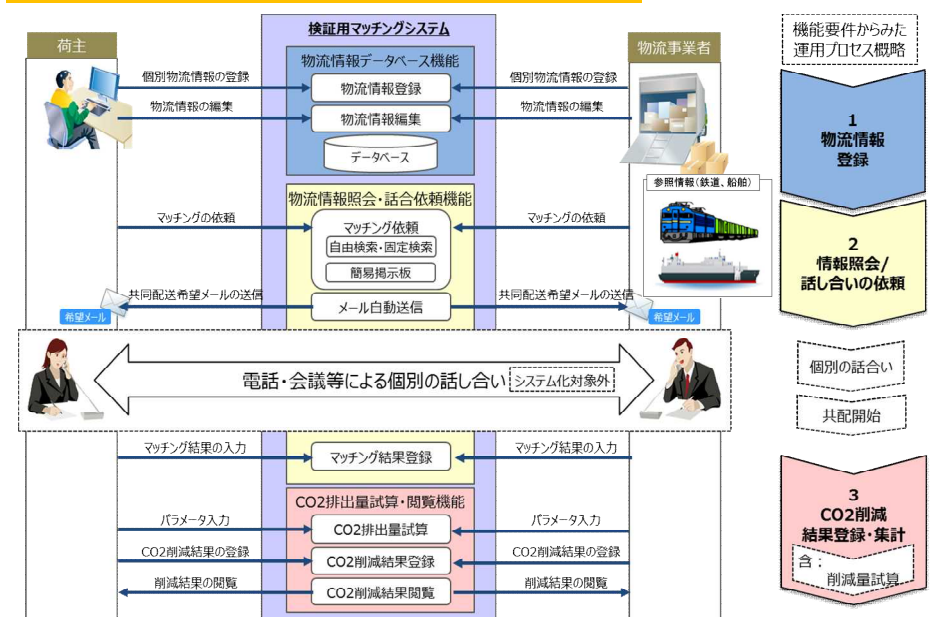 検証用マッチングシステム
機能要件からみた
運用プロセス概略
荷主
物流事業者
物流情報データベース機能
個別物流情報の登録
物流情報登録
個別物流情報の登録
物流情報の編集
物流情報編集
物流情報の編集
データベース
1
物流情報
登録
参照情報(鉄道、船舶)
物流情報照会・話合依頼機能
マッチングの依頼
マッチング依頼
マッチングの依頼
自由検索・固定検索
簡易掲示板
2
情報照会/
話し合いの依頼
共同配送希望メールの送信
メール自動送信
共同配送希望メールの送信
希望メール
希望メール
電話・会議等による個別の話し合い
システム化対象外
個別の話合い
共配開始
マッチング結果の入力
マッチング結果登録
マッチング結果の入力
CO2排出量試算・閲覧機能
パラメータ入力
CO2排出量試算
パラメータ入力
CO2削減結果の登録
CO2削減結果登録
CO2削減結果の登録
削減結果の閲覧
CO2削減結果閲覧
削減結果の閲覧
3
CO2削減
結果登録・集計
含:
削減量試算